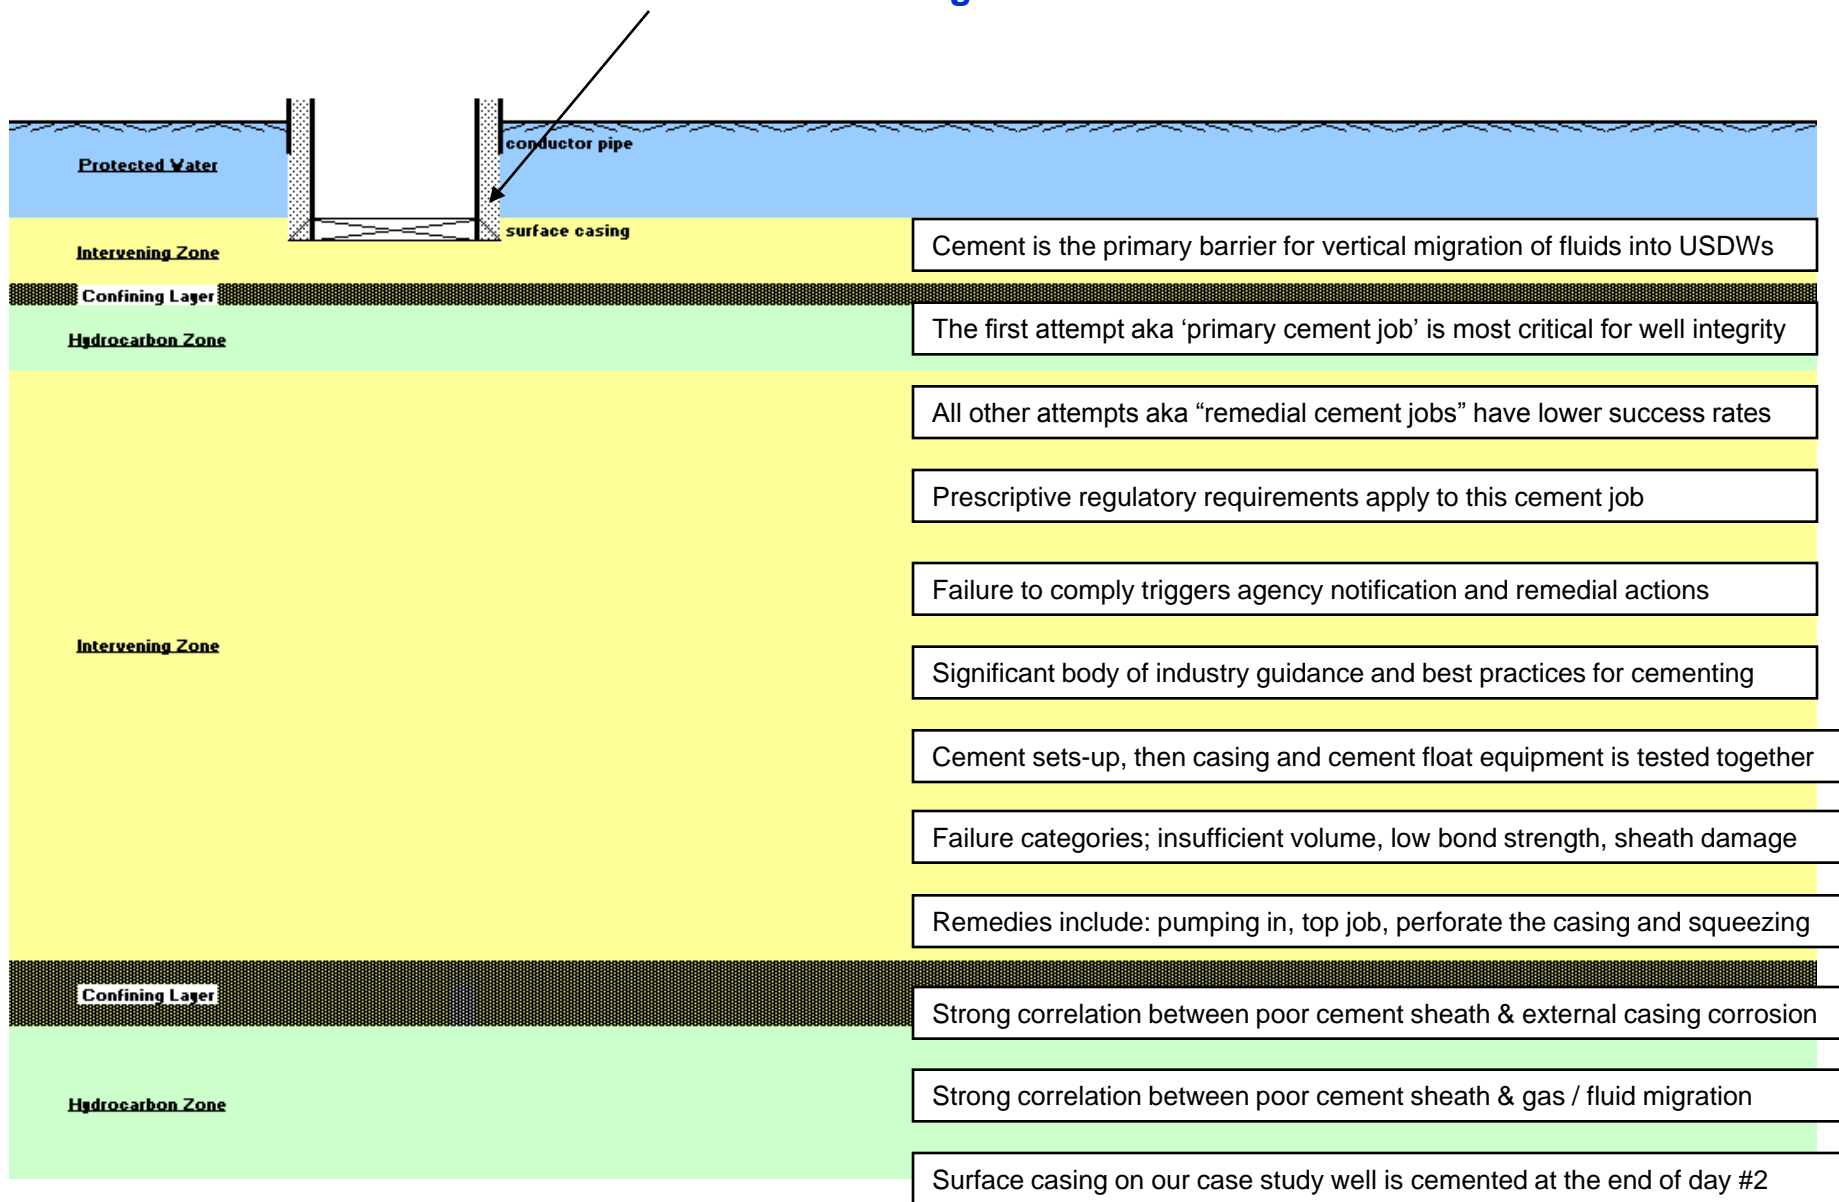 conductor pipe
Protected Water
surface casing
Intervening Zone
Cement is the primary barrier for vertical migration of fluids into USDWs
Confining Layer
Hydrocarbon Zone
The first attempt aka ‘primary cement job’ is most critical for well integrity
All other attempts aka “remedial cement jobs” have lower success rates
Prescriptive regulatory requirements apply to this cement job
Failure to comply triggers agency notification and remedial actions
Intervening Zone
Significant body of industry guidance and best practices for cementing
Cement sets-up, then casing and cement float equipment is tested together
Failure categories; insufficient volume, low bond strength, sheath damage
Remedies include: pumping in, top job, perforate the casing and squeezing
Confining Layer
Strong correlation between poor cement sheath & external casing corrosion
Strong correlation between poor cement sheath & gas / fluid migration
Hydrocarbon Zone
Surface casing on our case study well is cemented at the end of day #2